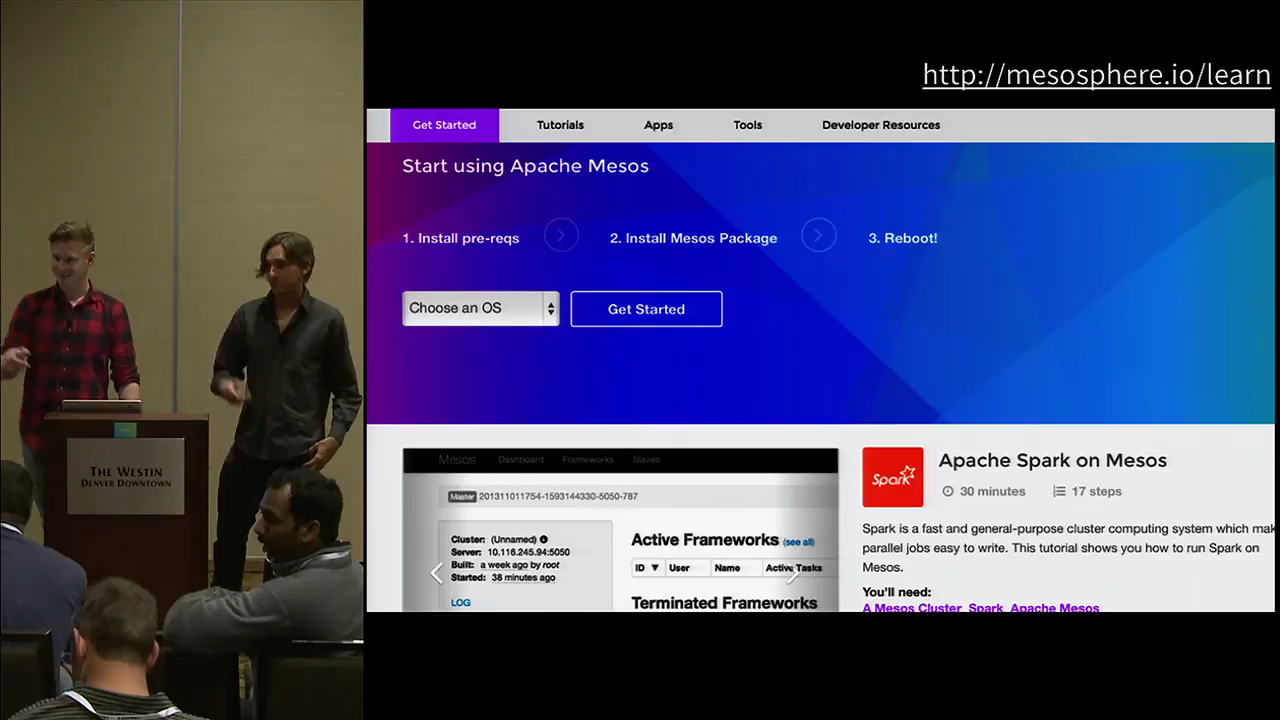 http://mesosphere.io/learn
Get Started Tutorials Apps Tools Developer Resources
Start using Apache Mesos
1. Install pre-reqs 2. Install Mesos Package 3. Reboot!
Choose an OS Get Started
Mesos Dashboard Frameworks Slaves
Master 201311011754-1593144330-5050-787
Cluster: (Unnamed)
Server: 10.116.245.94:5050
Built: a week ago by root
Started: 38 minutes ago
LOG
Active Frameworks (see all)
ID ▼ User Name Active Tasks
Terminated Frameworks
Spark
Apache Spark on Mesos
30 minutes 17 steps
Spark is a fast and general-purpose cluster computing system which mak
parallel jobs easy to write. This tutorial shows you how to run Spark on
Mesos.
You'll need:
A Mesos Cluster, Spark, Apache Mesos
THE WESTIN
DENVER DOWNTOWN